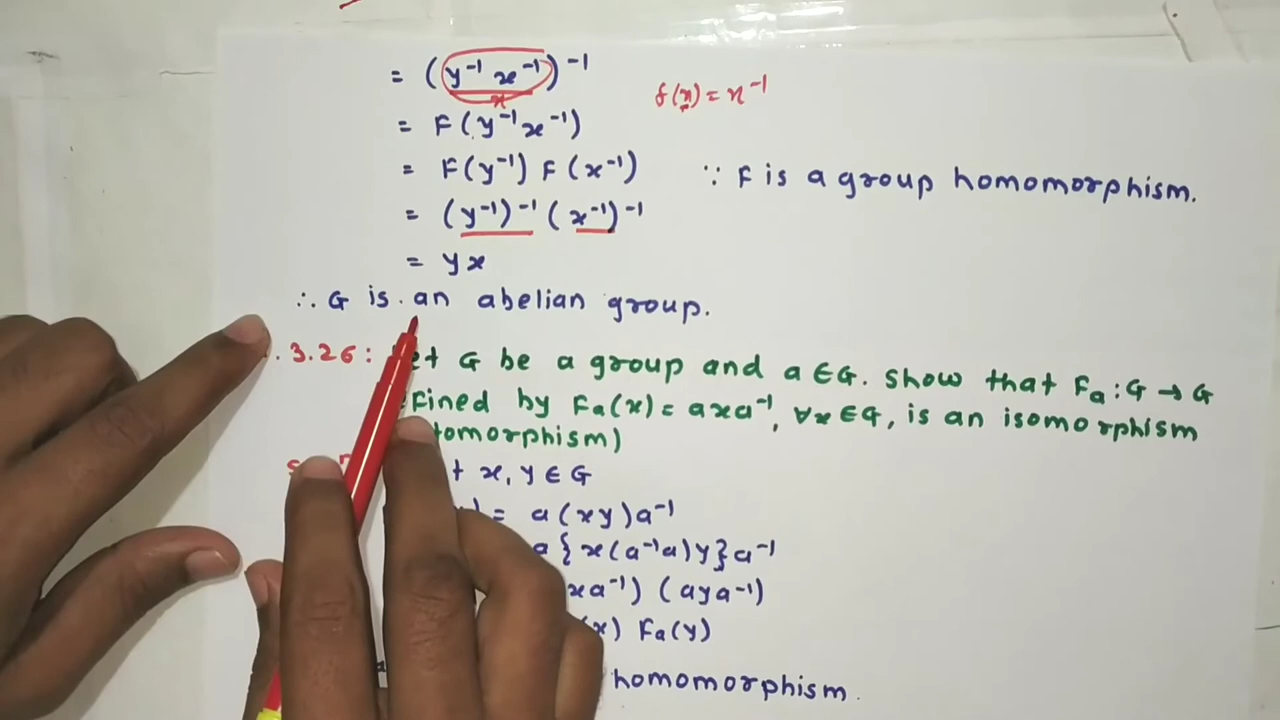 = (y⁻¹ x⁻¹)⁻¹
x
f(x) = x⁻¹
= F(y⁻¹x⁻¹)
= F(y⁻¹) F(x⁻¹) ∵ F is a group homomorphism.
= (y⁻¹)⁻¹ (x⁻¹)⁻¹
= yx
∴ G is an abelian group.
. 3.26: et G be a group and a∈G. Show that Fₐ: G → G
fined by Fₐ(x) = axa⁻¹, ∀x∈G, is an isomorphism
tomorphism)
x, y ∈ G
= a(xy)a⁻¹
a{x(a⁻¹a)y}a⁻¹
xa⁻¹) (aya⁻¹)
(x) Fₐ(y)
homomorphism.